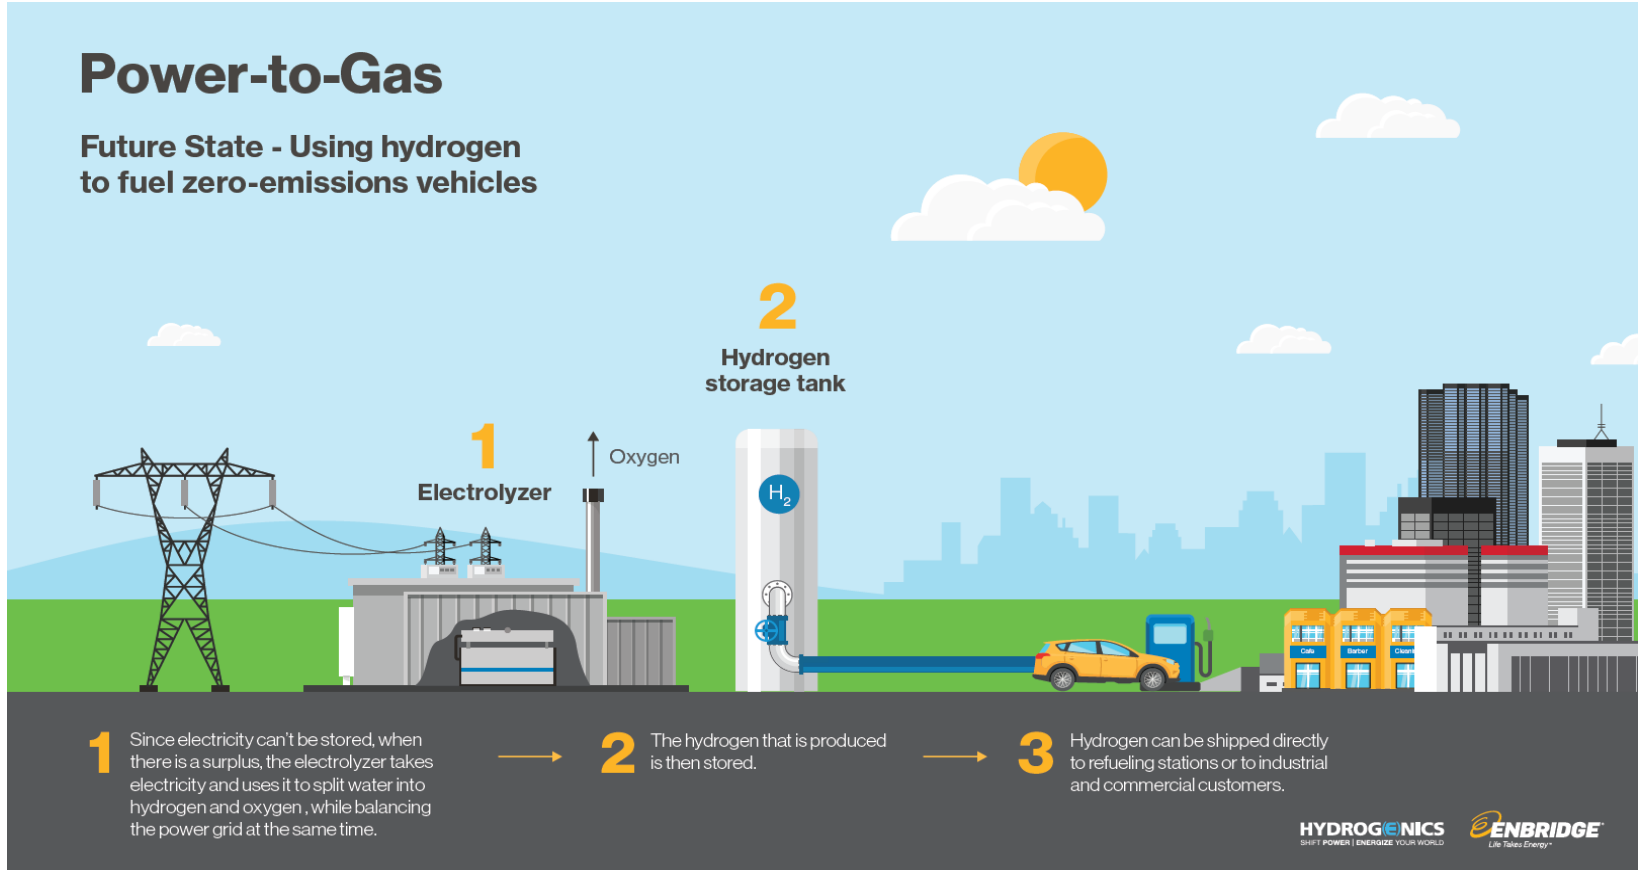 Power-to-Gas
Future State - Using hydrogen
to fuel zero-emissions vehicles
2
Hydrogen
storage tank
1
Electrolyzer
Oxygen
H2
Cafe
Barber
1
Since electricity can't be stored, when
there is a surplus, the electrolyzer takes
electricity and uses it to split water into
hydrogen and oxygen , while balancing
the power grid at the same time.
2
The hydrogen that is produced
is then stored.
3
Hydrogen can be shipped directly
to refueling stations or to industrial
and commercial customers.
HYDROGENICS
SHIFT POWER | ENERGIZE YOUR WORLD
ENBRIDGE
Life Takes Energy™